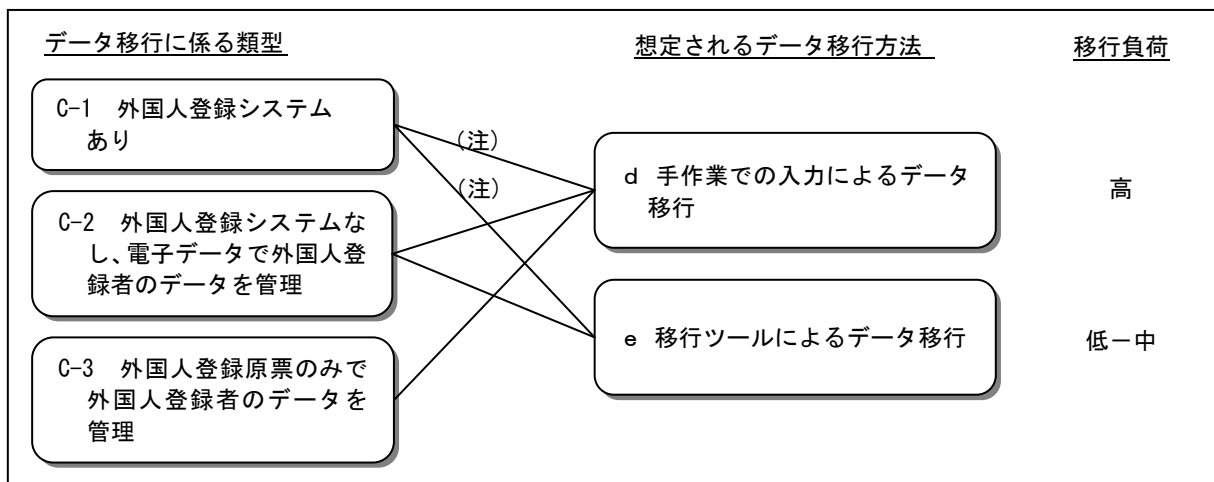 データ移行に係る類型
想定されるデータ移行方法
移行負荷
C-1 外国人登録システム
あり
(注)
(注)
d 手作業での入力によるデータ
移行
高
C-2 外国人登録システムな
し、電子データで外国人登
録者のデータを管理
e 移行ツールによるデータ移行
低－中
C-3 外国人登録原票のみで
外国人登録者のデータを
管理